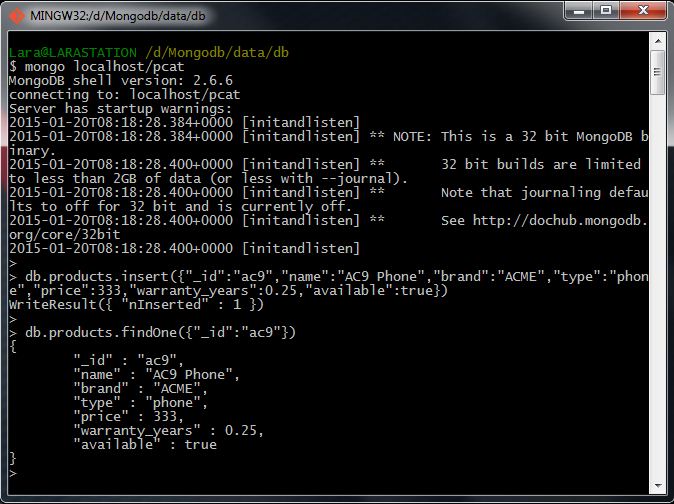 MINGW32:/d/Mongodb/data/db
Lara@LARASTATION /d/Mongodb/data/db
$ mongo localhost/pcat
MongoDB shell version: 2.6.6
connecting to: localhost/pcat
Server has startup warnings:
2015-01-20T08:18:28.384+0000 [initandlisten]
2015-01-20T08:18:28.384+0000 [initandlisten] ** NOTE: This is a 32 bit MongoDB b
inary.
2015-01-20T08:18:28.400+0000 [initandlisten] **       32 bit builds are limited
to less than 2GB of data (or less with --journal).
2015-01-20T08:18:28.400+0000 [initandlisten] **       Note that journaling defau
lts to off for 32 bit and is currently off.
2015-01-20T08:18:28.400+0000 [initandlisten] **       See http://dochub.mongodb.
org/core/32bit
2015-01-20T08:18:28.400+0000 [initandlisten]
>
> db.products.insert({"_id":"ac9","name":"AC9 Phone","brand":"ACME","type":"phon
e","price":333,"warranty_years":0.25,"available":true})
WriteResult({ "nInserted" : 1 })
>
> db.products.findOne({"_id":"ac9"})
{
        "_id" : "ac9",
        "name" : "AC9 Phone",
        "brand" : "ACME",
        "type" : "phone",
        "price" : 333,
        "warranty_years" : 0.25,
        "available" : true
}
>